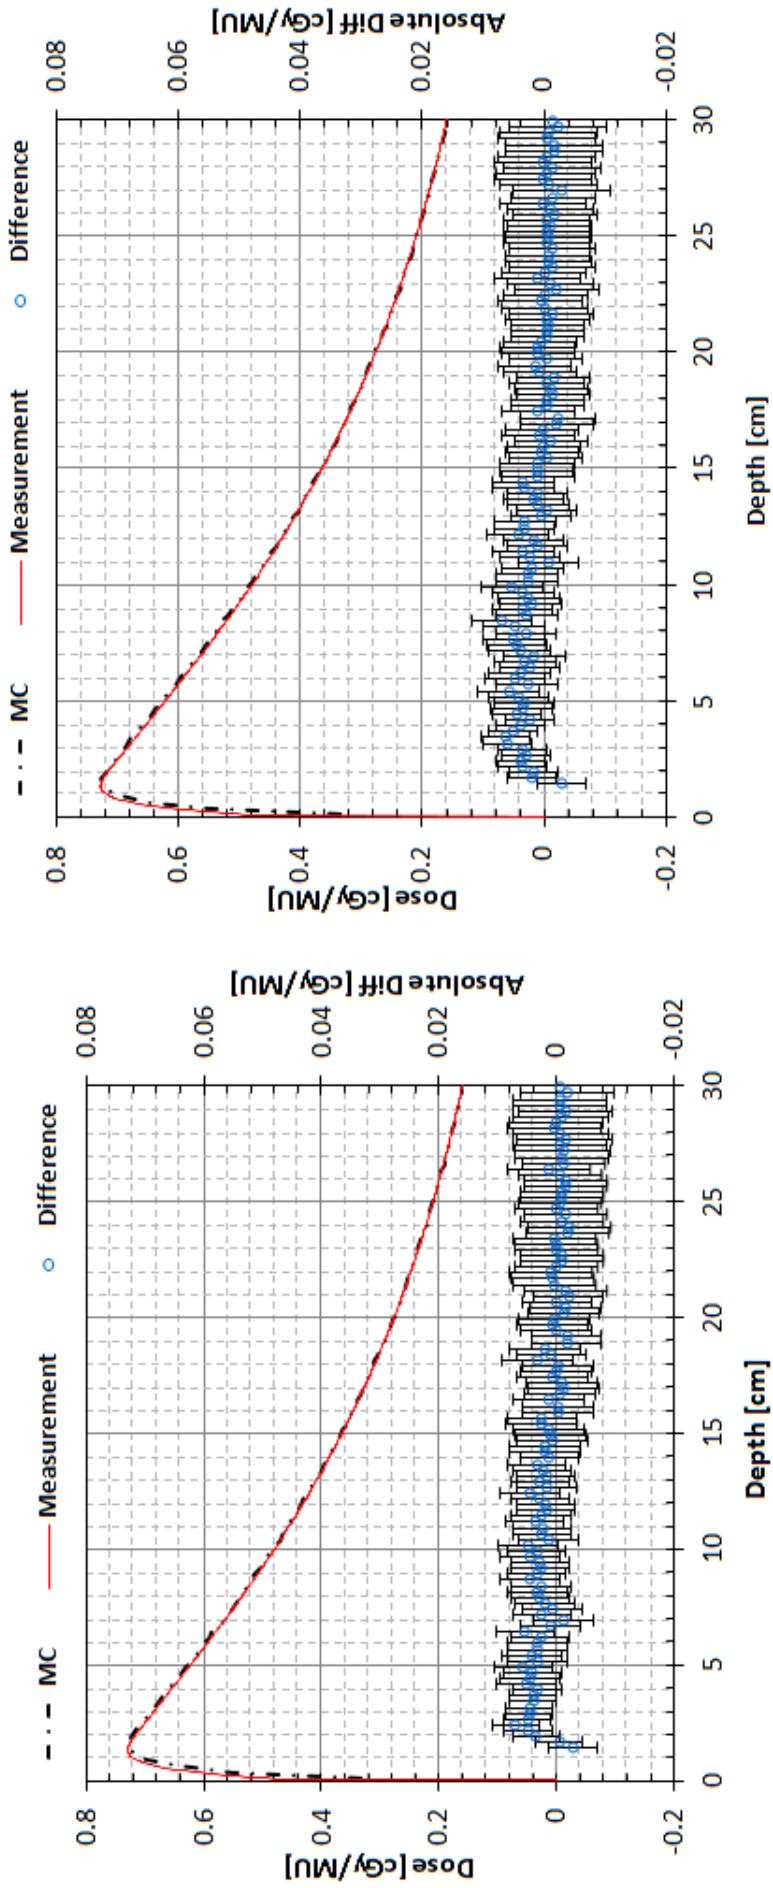 MC Measurement Difference
Dose [cGy/MU]
0.8
0.6
0.4
0.2
0
-0.2
0.08
0.06
0.04
0.02
0
-0.02
Absolute Diff [cGy/MU]
0 5 10 15 20 25 30
Depth [cm]
MC Measurement Difference
Dose [cGy/MU]
0.8
0.6
0.4
0.2
0
-0.2
0.08
0.06
0.04
0.02
0
-0.02
Absolute Diff [cGy/MU]
0 5 10 15 20 25 30
Depth [cm]